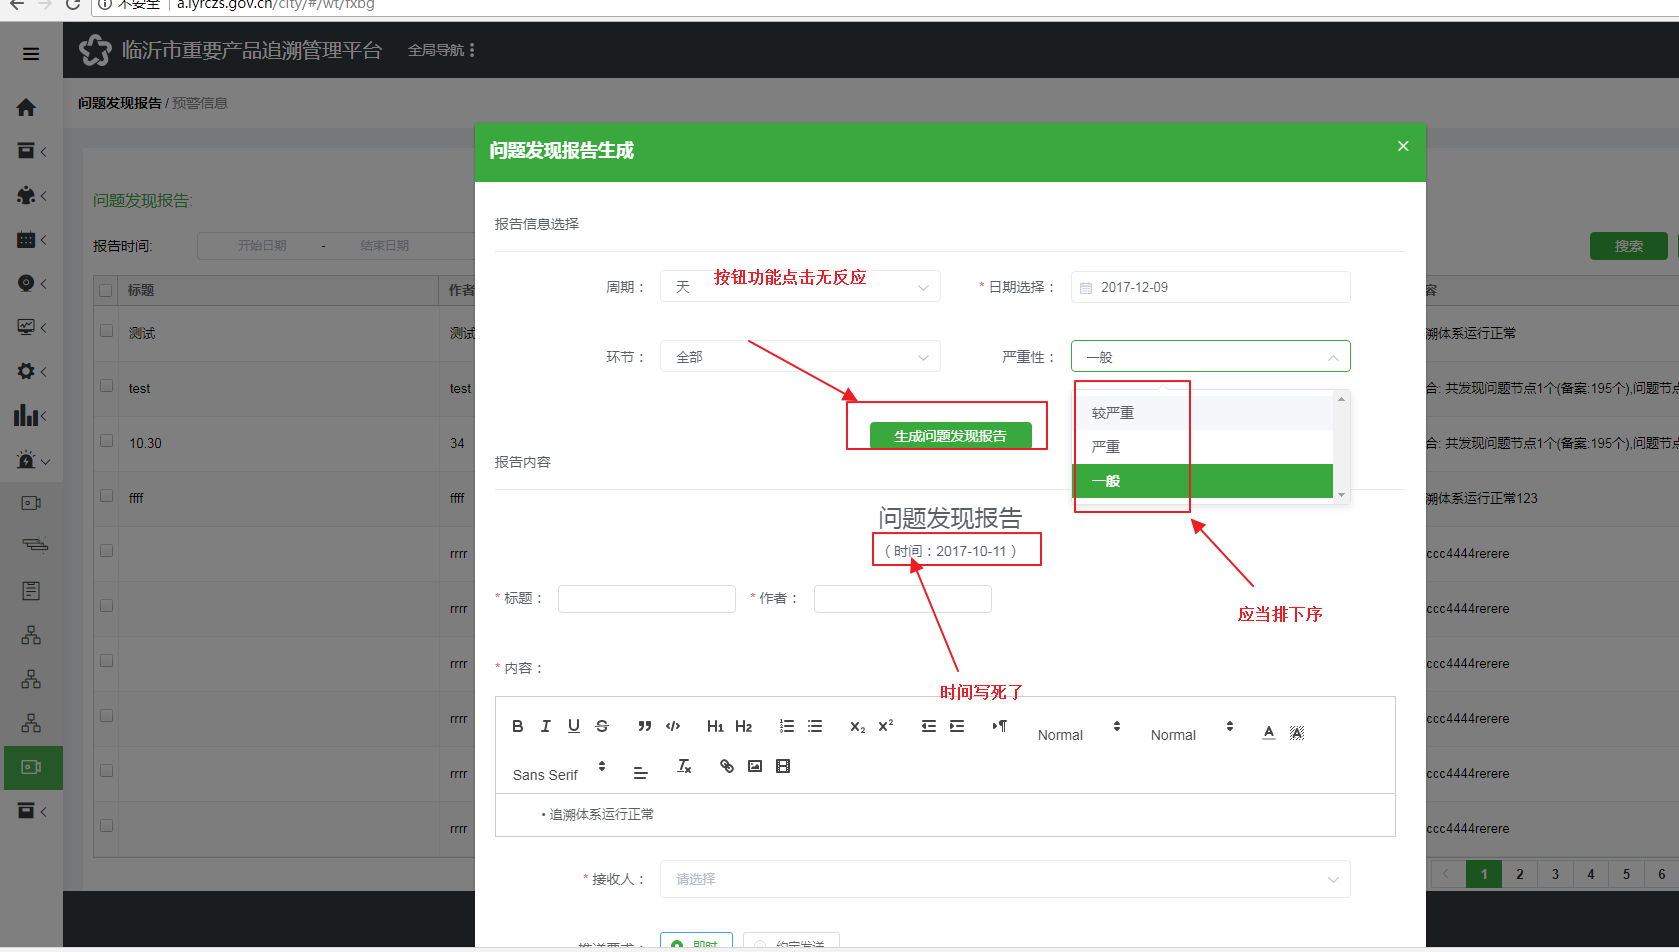 不安全 | a.lyrczs.gov.cn/city/#/wt/fxbg
临沂市重要产品追溯管理平台 全局导航
问题发现报告 / 预警信息
问题发现报告生成
问题发现报告:
报告信息选择
报告时间: 开始日期 - 结束日期
搜索
周期： 天
按钮功能点击无反应
* 日期选择： 2017-12-09
标题 作者 容
测试 测试 溯体系运行正常
环节： 全部
严重性： 一般
test test 合: 共发现问题节点1个(备案:195个),问题节点
较严重
严重
一般
10.30 34 合: 共发现问题节点1个(备案:195个),问题节点
生成问题发现报告
报告内容
ffff ffff 溯体系运行正常123
问题发现报告
（时间：2017-10-11）
rrrr ccc4444rerere
* 标题： * 作者：
应当排下序
rrrr ccc4444rerere
* 内容：
rrrr ccc4444rerere
时间写死了
B I U S H1 H2 X2 X2 Normal Normal A A
rrrr ccc4444rerere
Sans Serif Tx
rrrr ccc4444rerere
• 追溯体系运行正常
rrrr ccc4444rerere
* 接收人： 请选择
1 2 3 4 5 6
推送要求： 即时 约定发送